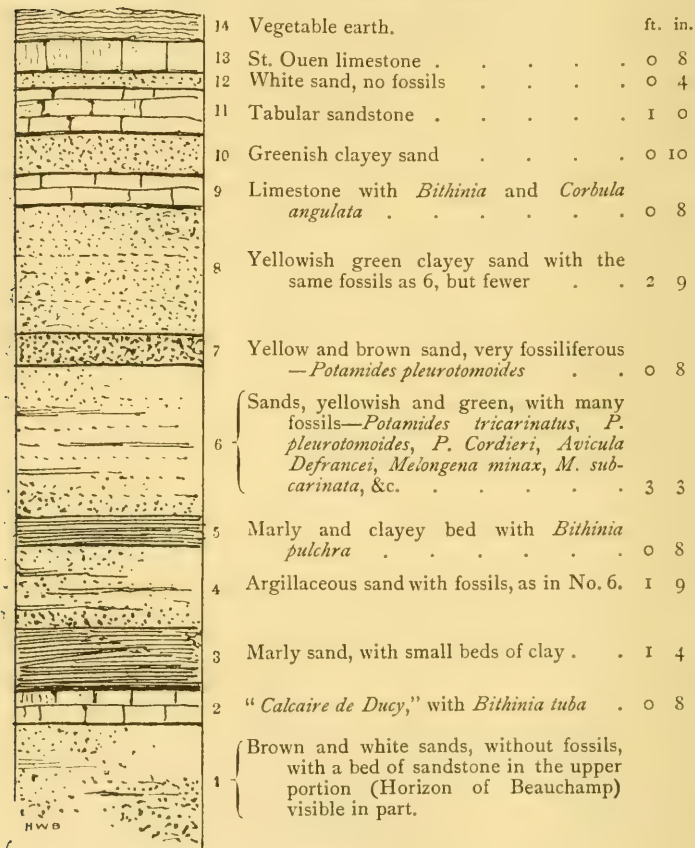 14 Vegetable earth. ft. in.
13 St. Ouen limestone . . . . . 0 8
12 White sand, no fossils . . . . 0 4
11 Tabular sandstone . . . . . 1 0
10 Greenish clayey sand . . . . 0 10
9 Limestone with Bithinia and Corbula
angulata . . . . . . 0 8
8 Yellowish green clayey sand with the
same fossils as 6, but fewer . . 2 9
7 Yellow and brown sand, very fossiliferous
—Potamides pleurotomoides . . 0 8
Sands, yellowish and green, with many
fossils—Potamides tricarinatus, P.
6 pleurotomoides, P. Cordieri, Avicula
Defrancei, Melongena minax, M. sub-
carinata, &c. . . . . . 3 3
5 Marly and clayey bed with Bithinia
pulchra . . . . . . 0 8
4 Argillaceous sand with fossils, as in No. 6. 1 9
3 Marly sand, with small beds of clay . . 1 4
2 "Calcaire de Ducy," with Bithinia tuba . 0 8
Brown and white sands, without fossils,
1 with a bed of sandstone in the upper
portion (Horizon of Beauchamp)
visible in part.
HWB